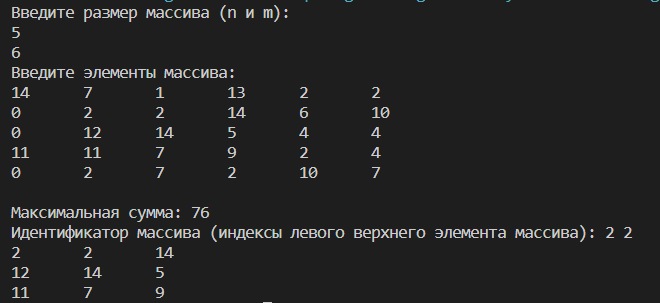 Введите размер массива (n и m):
5
6
Введите элементы массива:
14 7 1 13 2 2
0 2 2 14 6 10
0 12 14 5 4 4
11 11 7 9 2 4
0 2 7 2 10 7
Максимальная сумма: 76
Идентификатор массива (индексы левого верхнего элемента массива): 2 2
2 2 14
12 14 5
11 7 9